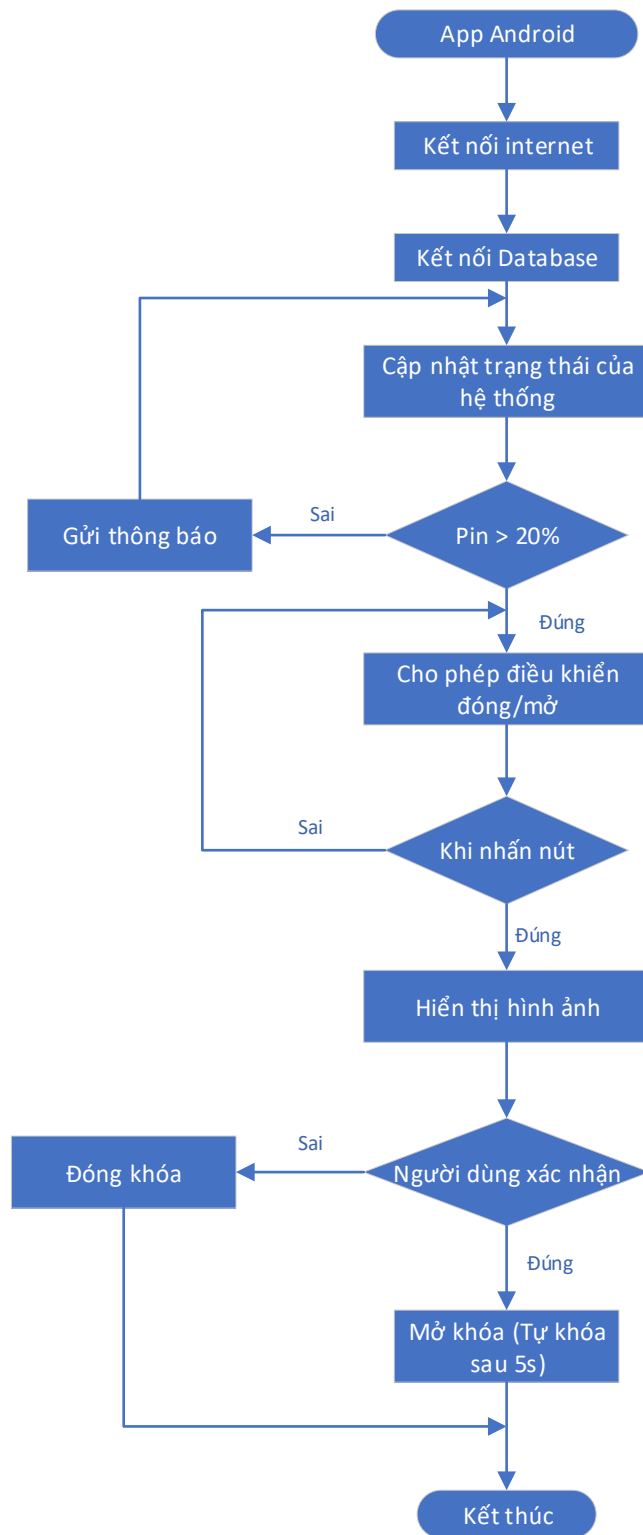 App Android
Kết nối internet
Kết nối Database
Cập nhật trạng thái của
hệ thống
Sai
Gửi thông báo
Pin > 20%
Đúng
Cho phép điều khiển
đóng/mở
Sai
Khi nhấn nút
Đúng
Hiển thị hình ảnh
Sai
Đóng khóa
Người dùng xác nhận
Đúng
Mở khóa (Tự khóa
sau 5s)
Kết thúc